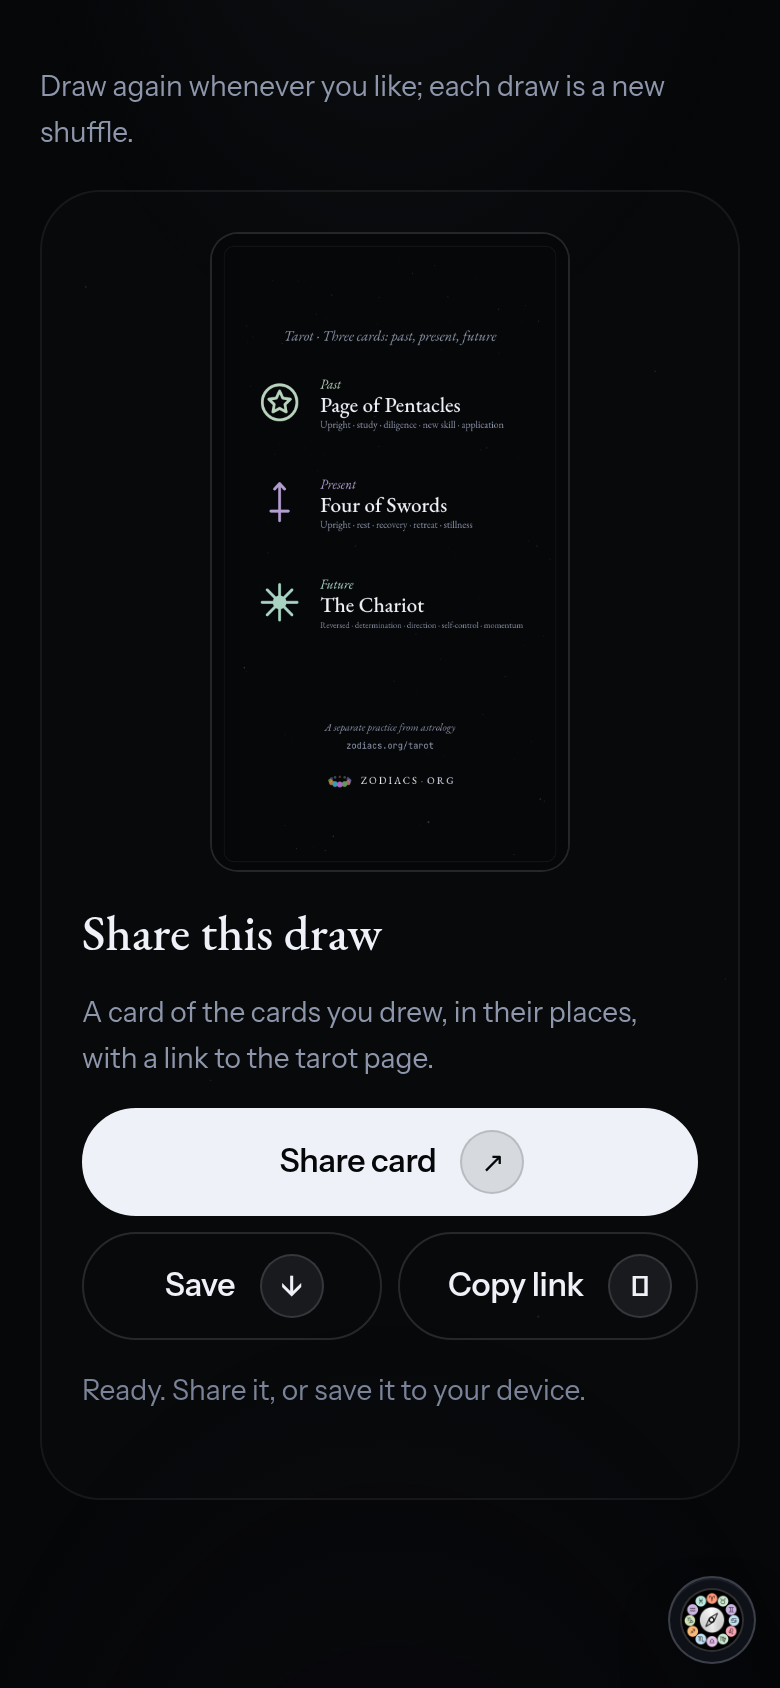 Draw again whenever you like; each draw is a new
shuffle.
Tarot · Three cards: past, present, future
Past
Page of Pentacles
Upright · study · diligence · new skill · application
Present
Four of Swords
Upright · rest · recovery · retreat · stillness
Future
The Chariot
Reversed · determination · direction · self-control · momentum
A separate practice from astrology
zodiacs.org/tarot
ZODIACS·ORG
Share this draw
A card of the cards you drew, in their places,
with a link to the tarot page.
Share card ↗
Save ↓
Copy link
Ready. Share it, or save it to your device.